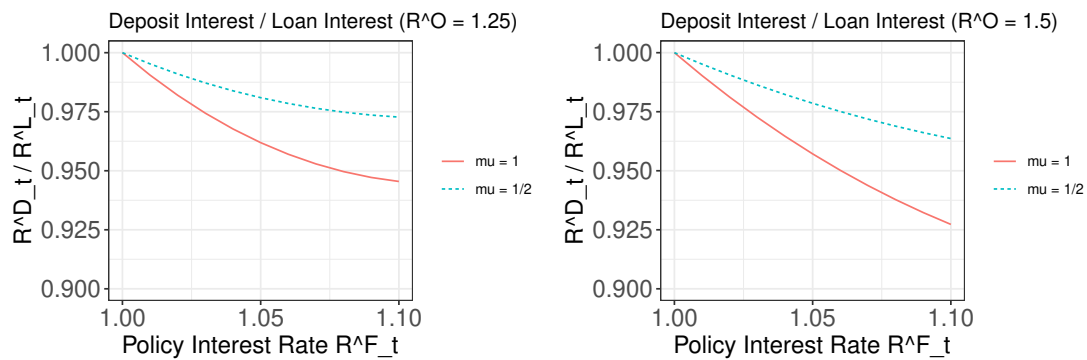 Deposit Interest / Loan Interest (R^O = 1.25)
R^D_t / R^L_t
1.000
0.975
0.950
0.925
0.900
1.00 1.05 1.10
Policy Interest Rate R^F_t
mu = 1
mu = 1/2
Deposit Interest / Loan Interest (R^O = 1.5)
R^D_t / R^L_t
1.000
0.975
0.950
0.925
0.900
1.00 1.05 1.10
Policy Interest Rate R^F_t
mu = 1
mu = 1/2